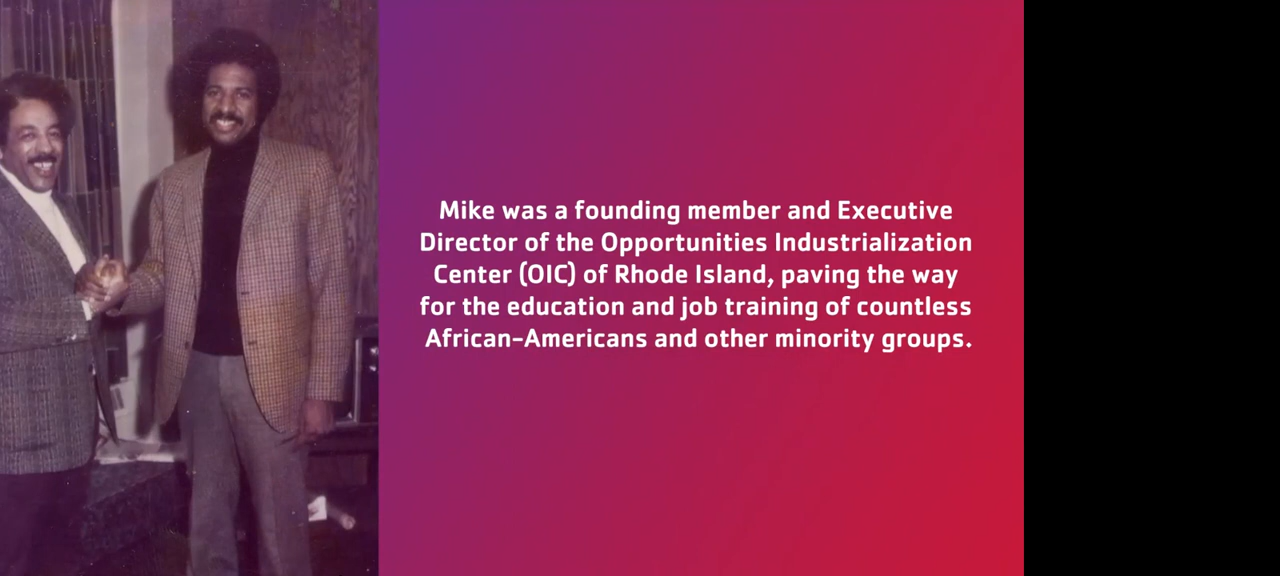 Mike was a founding member and Executive
Director of the Opportunities Industrialization
Center (OIC) of Rhode Island, paving the way
for the education and job training of countless
African-Americans and other minority groups.